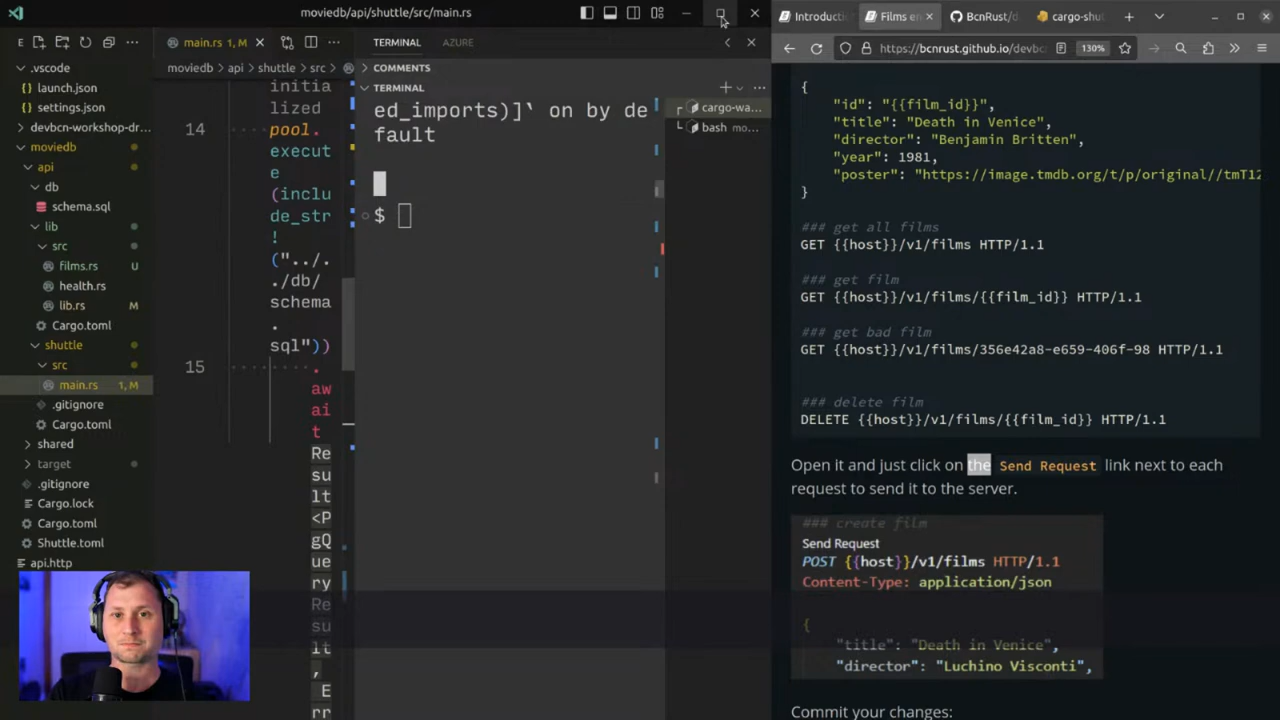 moviedb/api/shuttle/src/main.rs
E
.vscode
launch.json
settings.json
devbcn-workshop-dr...
moviedb
api
db
schema.sql
lib
src
films.rs U
health.rs
lib.rs M
Cargo.toml
shuttle
src
main.rs 1, M
.gitignore
Cargo.toml
shared
target
.gitignore
Cargo.lock
Cargo.toml
Shuttle.toml
api.http
main.rs 1, M
moviedb > api > shuttle > src >
initia
lized
14 pool.
execut
e
(inclu
de_str
!
("../.
./db/
schema
.
sql"))
15 .
aw
ai
t
Re
su
lt
<P
gQ
ue
ry
Re
su
lt
,
E
rr
TERMINAL AZURE
COMMENTS
TERMINAL
ed_imports)]` on by de
fault
$
cargo-wa...
bash mo...
Introduction
Films en
BcnRust/d
cargo-shu
https://bcnrust.github.io/devbc
130%
{
"id": "{{film_id}}",
"title": "Death in Venice",
"director": "Benjamin Britten",
"year": 1981,
"poster": "https://image.tmdb.org/t/p/original//tmT12
}
### get all films
GET {{host}}/v1/films HTTP/1.1
### get film
GET {{host}}/v1/films/{{film_id}} HTTP/1.1
### get bad film
GET {{host}}/v1/films/356e42a8-e659-406f-98 HTTP/1.1
### delete film
DELETE {{host}}/v1/films/{{film_id}} HTTP/1.1
Open it and just click on the Send Request link next to each
request to send it to the server.
### create film
Send Request
POST {{host}}/v1/films HTTP/1.1
Content-Type: application/json
{
"title": "Death in Venice",
"director": "Luchino Visconti",
Commit your changes: